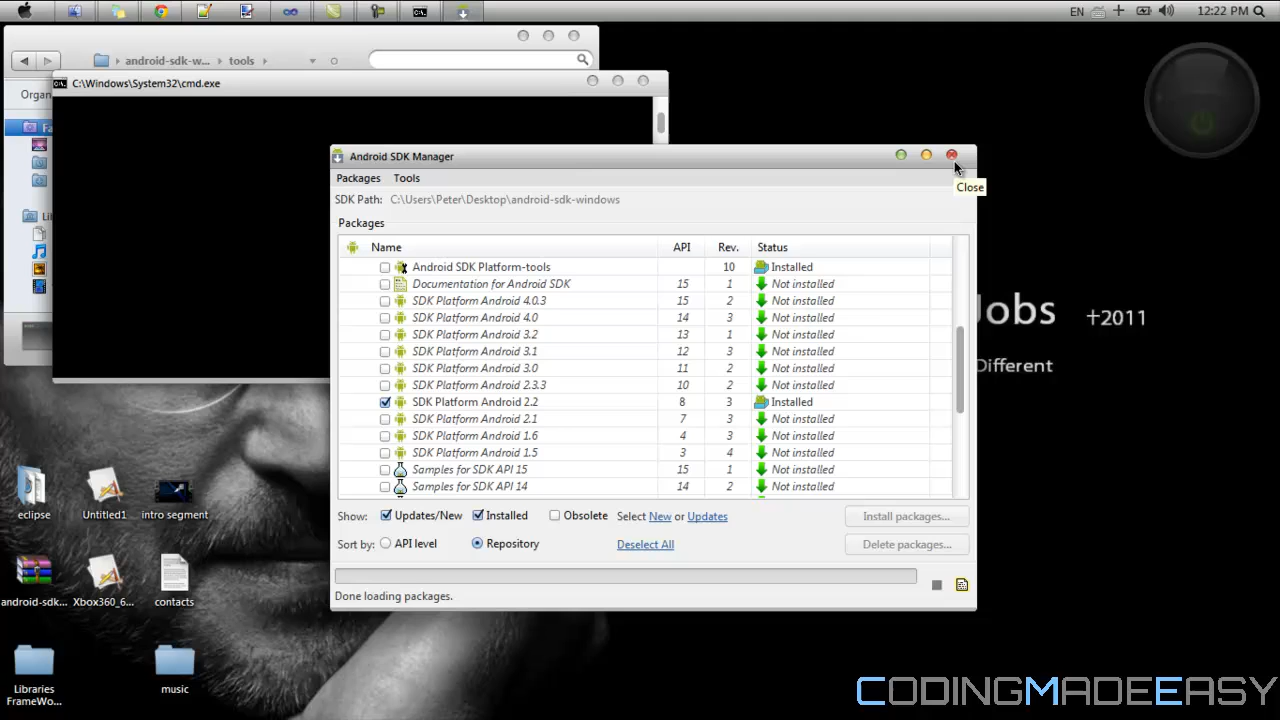 EN
12:22 PM
android-sdk-w...
tools
Organ
C:\Windows\System32\cmd.exe
Android SDK Manager
Close
Packages Tools
SDK Path: C:\Users\Peter\Desktop\android-sdk-windows
Packages
Name API Rev. Status
Android SDK Platform-tools 10 Installed
Documentation for Android SDK 15 1 Not installed
SDK Platform Android 4.0.3 15 2 Not installed
SDK Platform Android 4.0 14 3 Not installed
SDK Platform Android 3.2 13 1 Not installed
SDK Platform Android 3.1 12 3 Not installed
SDK Platform Android 3.0 11 2 Not installed
SDK Platform Android 2.3.3 10 2 Not installed
SDK Platform Android 2.2 8 3 Installed
SDK Platform Android 2.1 7 3 Not installed
SDK Platform Android 1.6 4 3 Not installed
SDK Platform Android 1.5 3 4 Not installed
Samples for SDK API 15 15 1 Not installed
Samples for SDK API 14 14 2 Not installed
Show: Updates/New Installed Obsolete Select New or Updates Install packages...
Sort by: API level Repository Deselect All Delete packages...
Done loading packages.
Jobs +2011
Different
eclipse
Untitled1
intro segment
android-sdk...
Xbox360_6...
contacts
Libraries
FrameWo...
music
CODINGMADEEASY